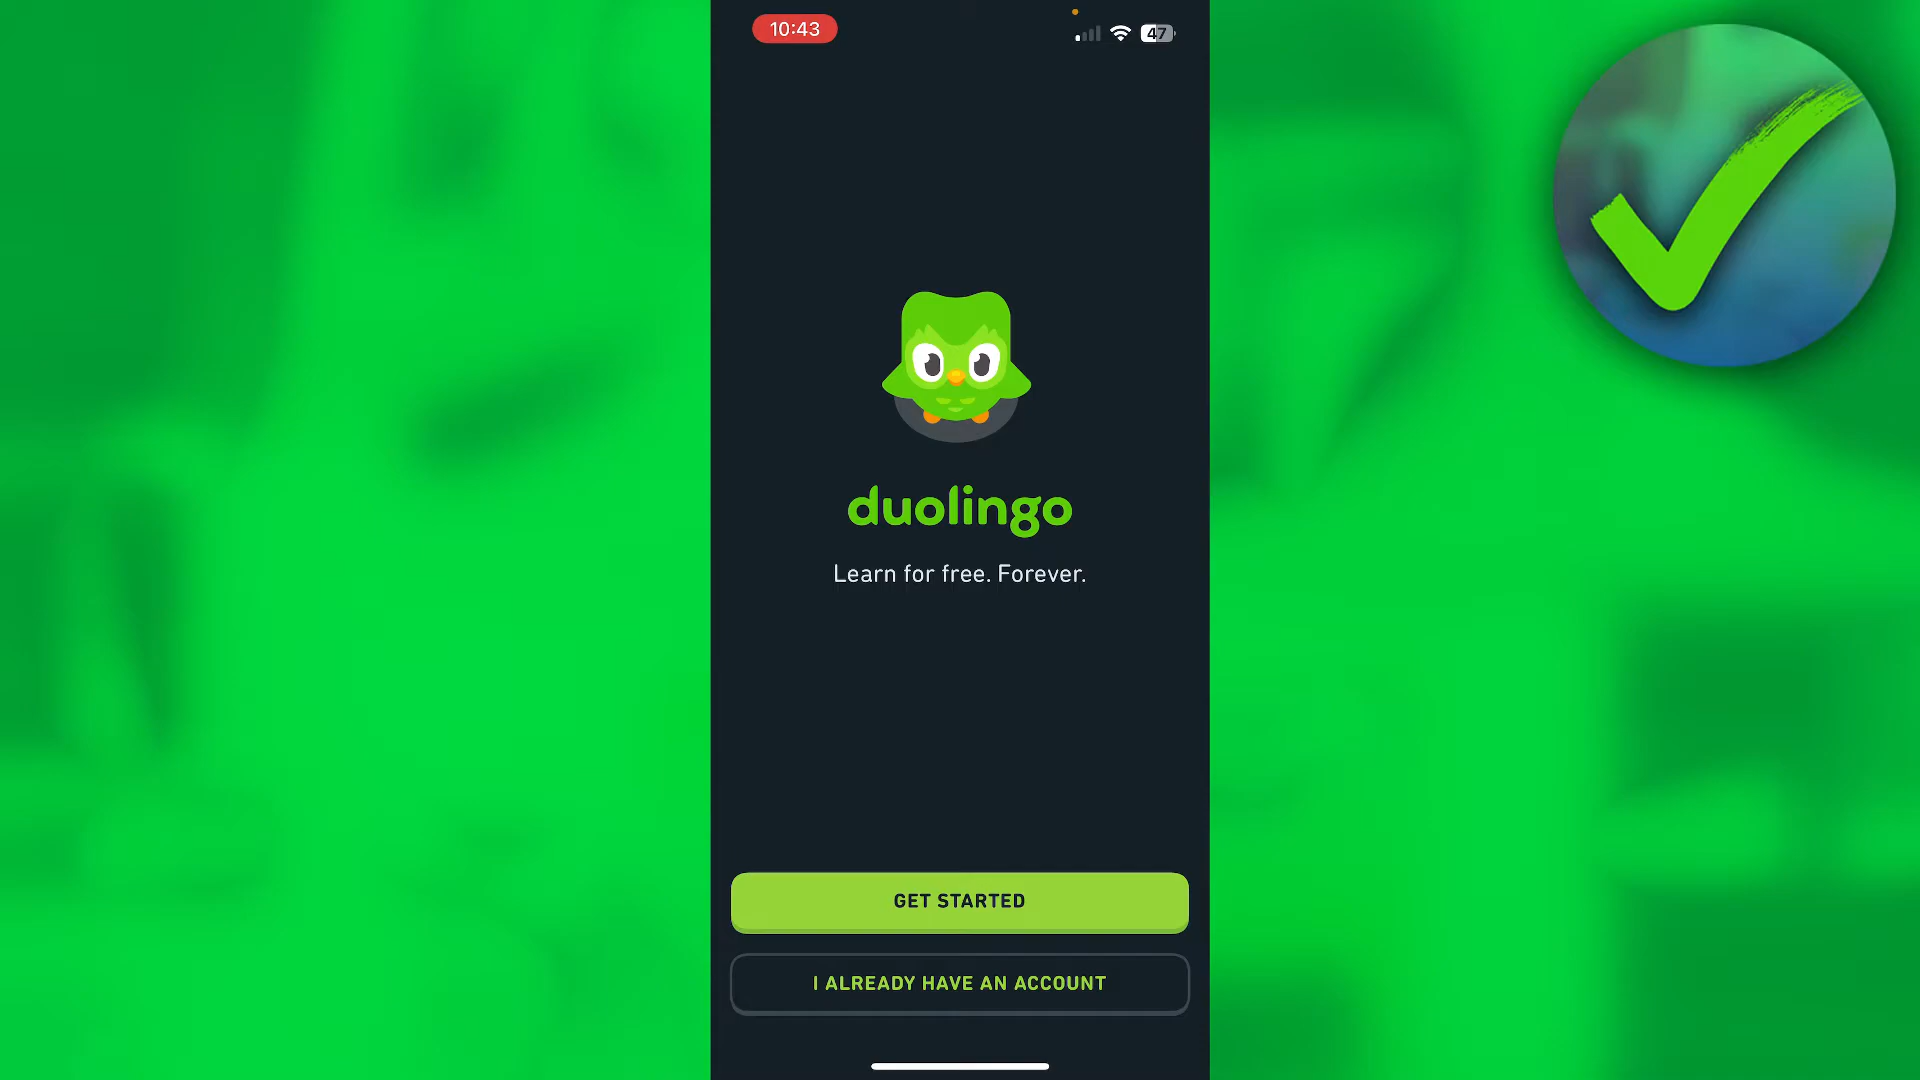 10:43
47
duolingo
Learn for free. Forever.
GET STARTED
I ALREADY HAVE AN ACCOUNT